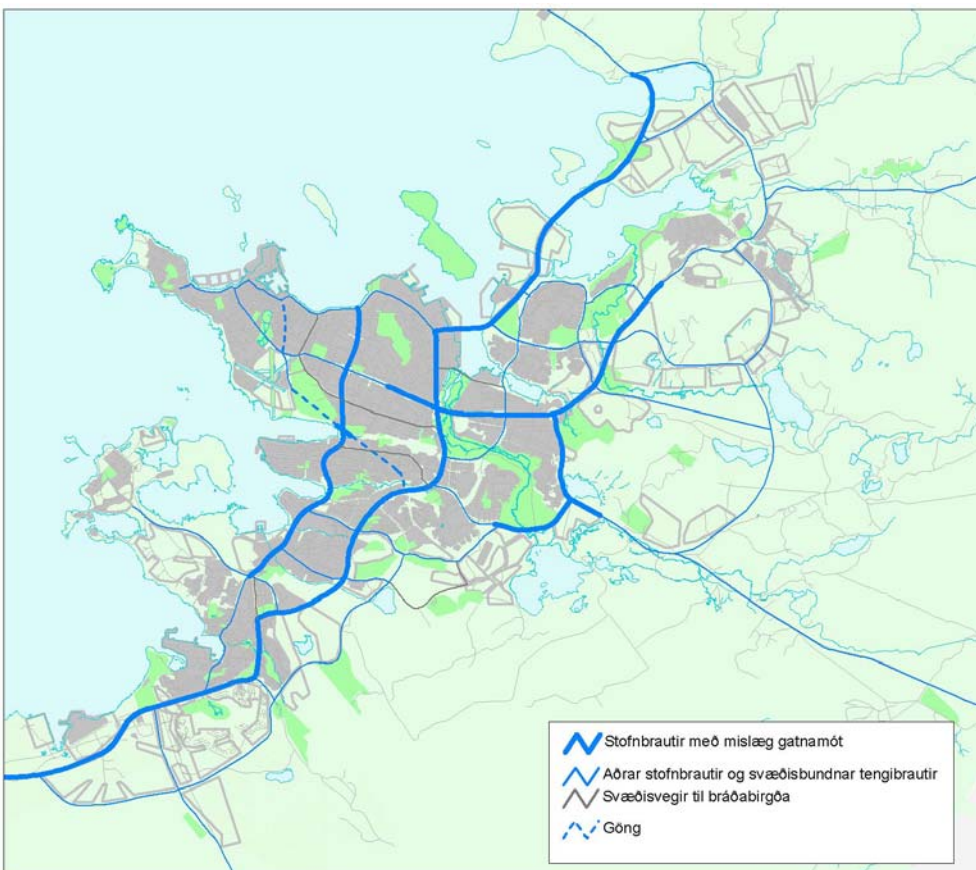 Stofnbrautir með mislæg gatnamót
Aðrar stofnbrautir og svæðisbundnar tengibrautir
Svæðisvegir til bráðabirgða
Göng